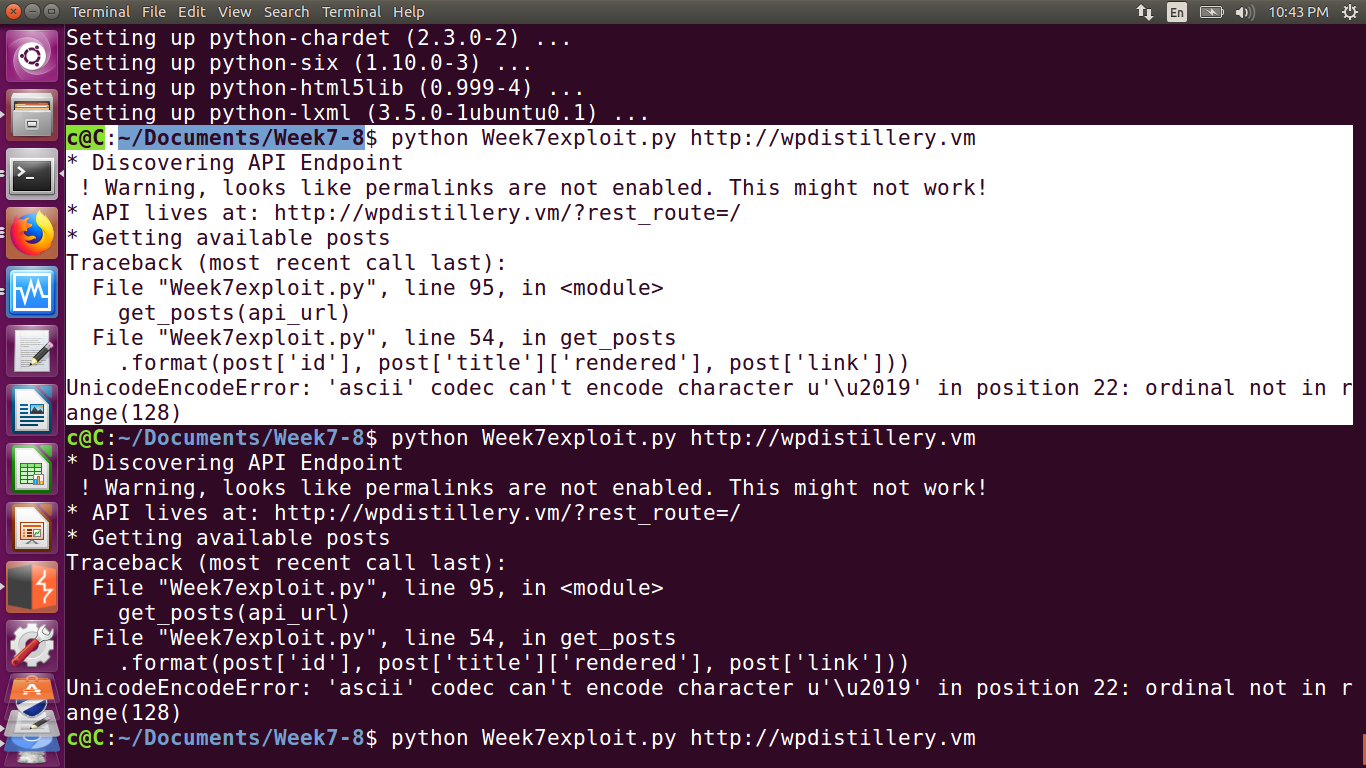 Terminal File Edit View Search Terminal Help En 10:43 PM
Setting up python-chardet (2.3.0-2) ...
Setting up python-six (1.10.0-3) ...
Setting up python-html5lib (0.999-4) ...
Setting up python-lxml (3.5.0-1ubuntu0.1) ...
c@C:~/Documents/Week7-8$ python Week7exploit.py http://wpdistillery.vm
* Discovering API Endpoint
 ! Warning, looks like permalinks are not enabled. This might not work!
* API lives at: http://wpdistillery.vm/?rest_route=/
* Getting available posts
Traceback (most recent call last):
  File "Week7exploit.py", line 95, in <module>
    get_posts(api_url)
  File "Week7exploit.py", line 54, in get_posts
    .format(post['id'], post['title']['rendered'], post['link']))
UnicodeEncodeError: 'ascii' codec can't encode character u'\u2019' in position 22: ordinal not in r
ange(128)
c@C:~/Documents/Week7-8$ python Week7exploit.py http://wpdistillery.vm
* Discovering API Endpoint
 ! Warning, looks like permalinks are not enabled. This might not work!
* API lives at: http://wpdistillery.vm/?rest_route=/
* Getting available posts
Traceback (most recent call last):
  File "Week7exploit.py", line 95, in <module>
    get_posts(api_url)
  File "Week7exploit.py", line 54, in get_posts
    .format(post['id'], post['title']['rendered'], post['link']))
UnicodeEncodeError: 'ascii' codec can't encode character u'\u2019' in position 22: ordinal not in r
ange(128)
c@C:~/Documents/Week7-8$ python Week7exploit.py http://wpdistillery.vm